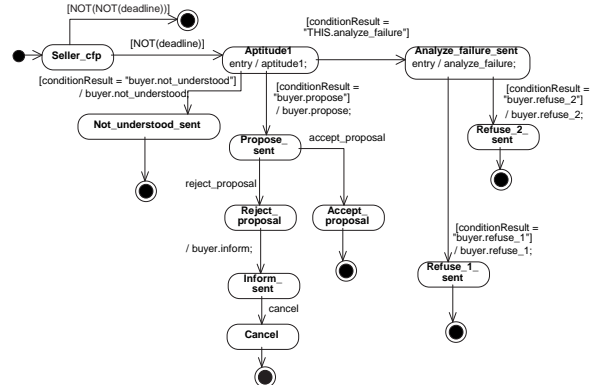 [NOT(NOT(deadline))]
Seller_cfp
[NOT(deadline)]
Aptitude1
entry / aptitude1;
[conditionResult =
"THIS.analyze_failure"]
Analyze_failure_sent
entry / analyze_failure;
[conditionResult = "buyer.not_understood"]
/ buyer.not_understood;
Not_understood_sent
[conditionResult =
"buyer.propose"]
/ buyer.propose;
[conditionResult =
"buyer.refuse_2"]
/ buyer.refuse_2;
Refuse_2_
sent
Propose_
sent
accept_proposal
reject_proposal
Reject_
proposal
Accept_
proposal
[conditionResult =
"buyer.refuse_1"]
/ buyer.refuse_1;
Refuse_1_
sent
/ buyer.inform;
Inform_
sent
cancel
Cancel